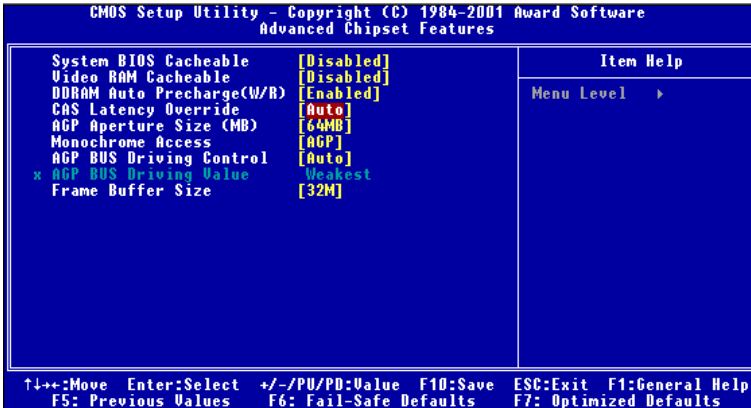 CMOS Setup Utility - Copyright (C) 1984-2001 Award Software
Advanced Chipset Features
System BIOS Cacheable [Disabled]
Video RAM Cacheable [Disabled]
DDRAM Auto Precharge(W/R) [Enabled]
CAS Latency Override [Auto]
AGP Aperture Size (MB) [64MB]
Monochrome Access [AGP]
AGP BUS Driving Control [Auto]
x AGP BUS Driving Value Weakest
Frame Buffer Size [32M]
Item Help
Menu Level ▸
↑↓→←:Move Enter:Select +/-/PU/PD:Value F10:Save ESC:Exit F1:General Help
F5: Previous Values F6: Fail-Safe Defaults F7: Optimized Defaults